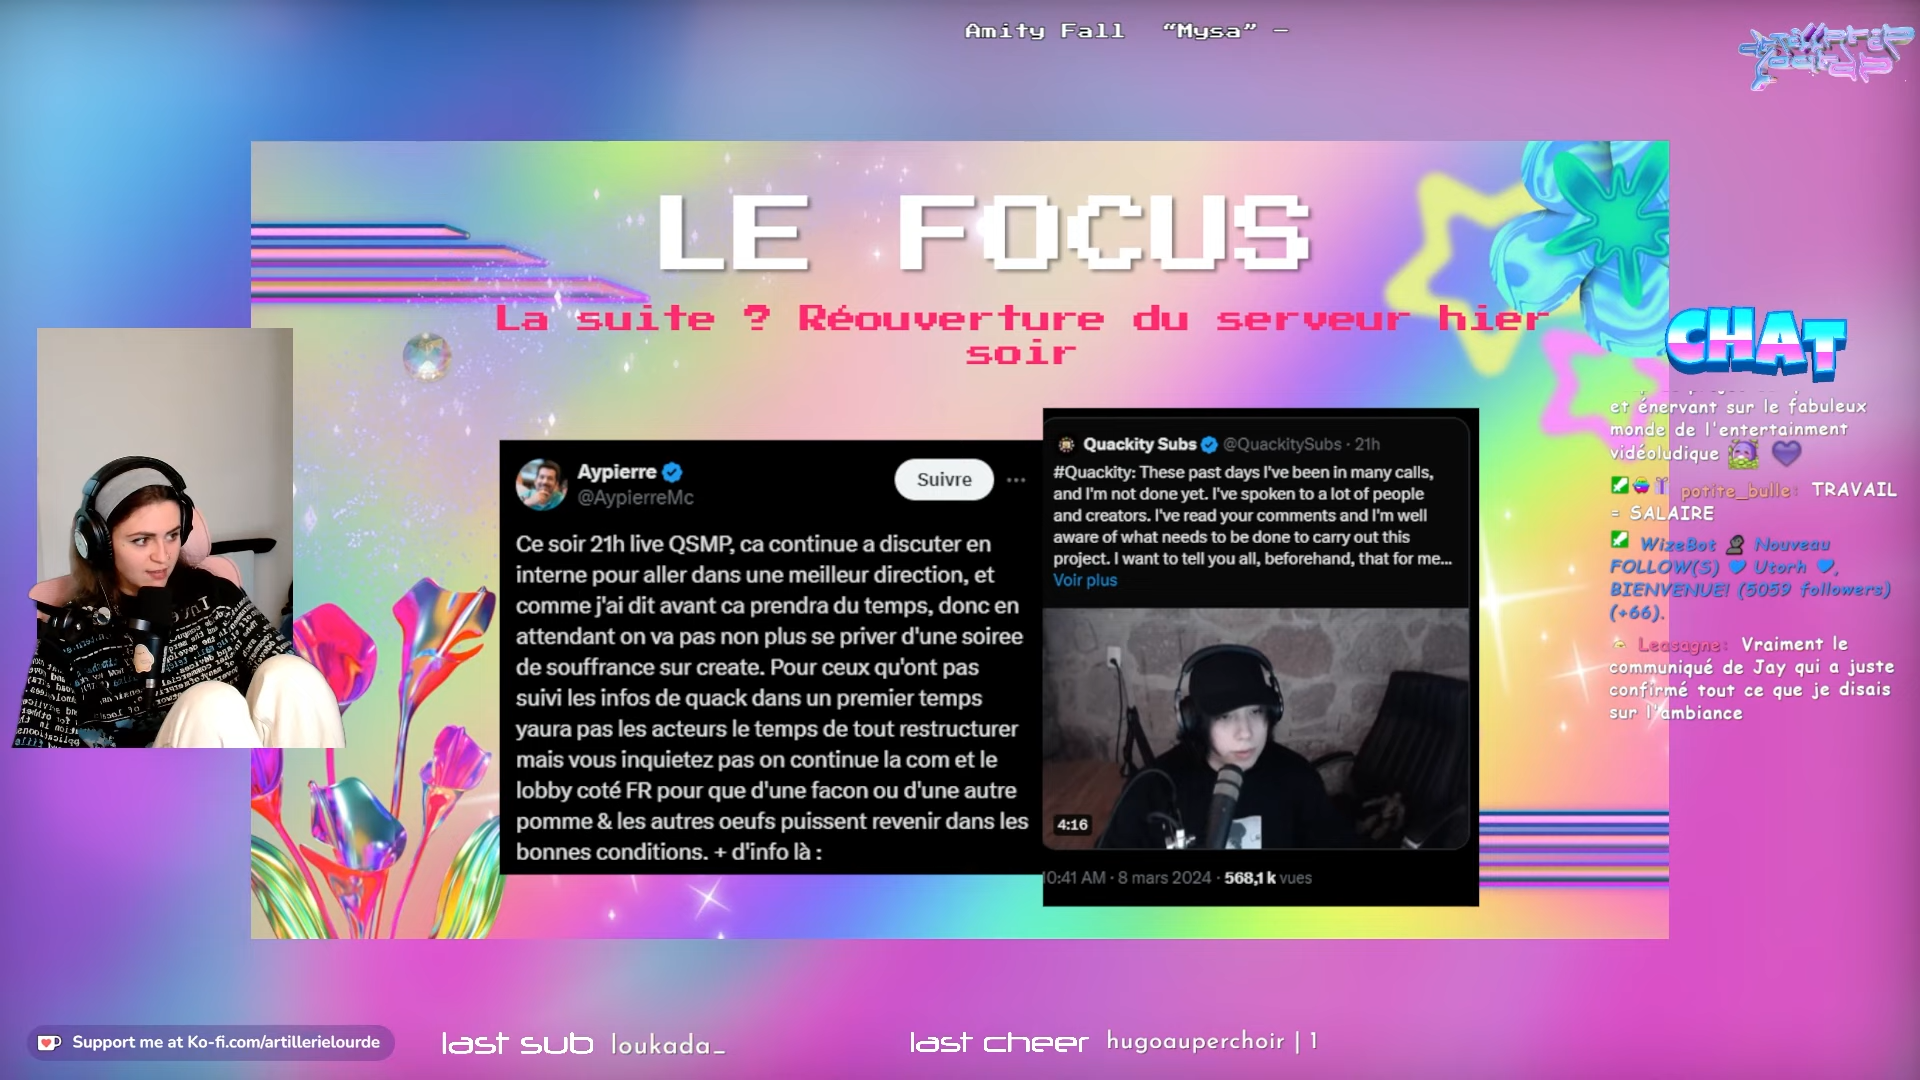 Amity Fall “Mysa” –
LE FOCUS
La suite ? Réouverture du serveur hier
soir
Aypierre
@AypierreMc
Suivre
Ce soir 21h live QSMP, ca continue a discuter en
interne pour aller dans une meilleur direction, et
comme j'ai dit avant ca prendra du temps, donc en
attendant on va pas non plus se priver d'une soiree
de souffrance sur create. Pour ceux qu'ont pas
suivi les infos de quack dans un premier temps
yaura pas les acteurs le temps de tout restructurer
mais vous inquietez pas on continue la com et le
lobby coté FR pour que d'une facon ou d'une autre
pomme & les autres oeufs puissent revenir dans les
bonnes conditions. + d'info là :
Quackity Subs @QuackitySubs · 21h
#Quackity: These past days I've been in many calls,
and I'm not done yet. I've spoken to a lot of people
and creators. I've read your comments and I'm well
aware of what needs to be done to carry out this
project. I want to tell you all, beforehand, that for me...
Voir plus
4:16
10:41 AM · 8 mars 2024 · 568,1 k vues
CHAT
et énervant sur le fabuleux
monde de l'entertainment
vidéoludique
potite_bulle: TRAVAIL
= SALAIRE
WizeBot Nouveau
FOLLOW(S) Utorh ,
BIENVENUE! (5059 followers)
(+66).
Leasagne: Vraiment le
communiqué de Jay qui a juste
confirmé tout ce que je disais
sur l'ambiance
Support me at Ko-fi.com/artillerielourde
last sub loukada_
last cheer hugoauperchoir | 1